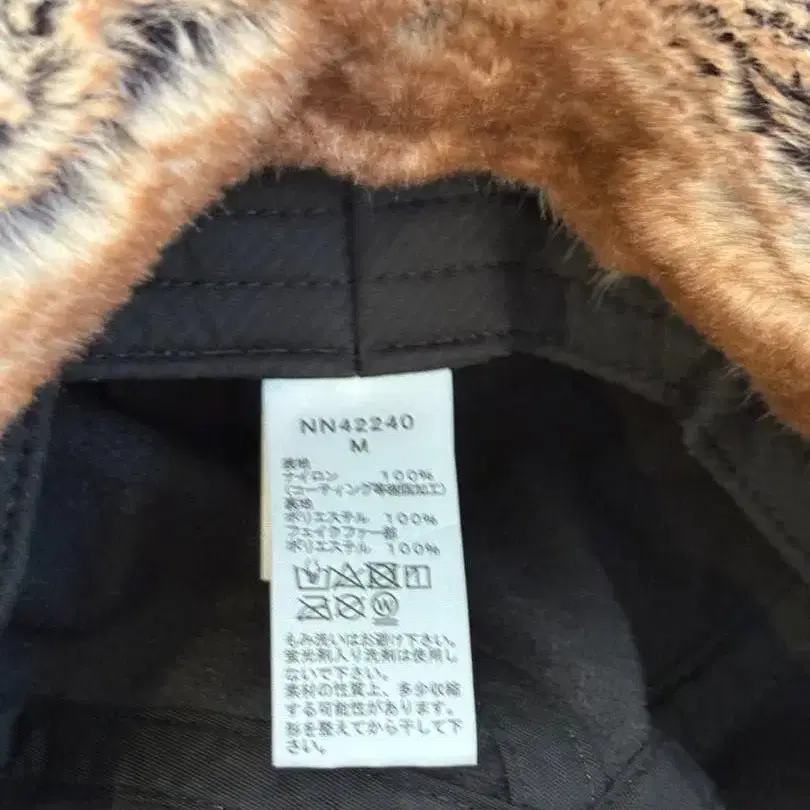 NN42240
M
表地
ナイロン 100%
(コーティング等樹脂加工)
裏地
ポリエステル 100%
フェイクファー部
ポリエステル 100%
W
もみ洗いはお避け下さい。
蛍光剤入り洗剤は使用し
ないで下さい。
素材の性質上、多少収縮
する可能性があります。
形を整えてから干して下
さい。